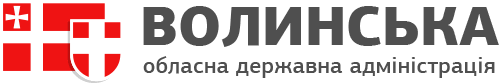 ВОЛИНСЬКА
обласна державна адміністрація